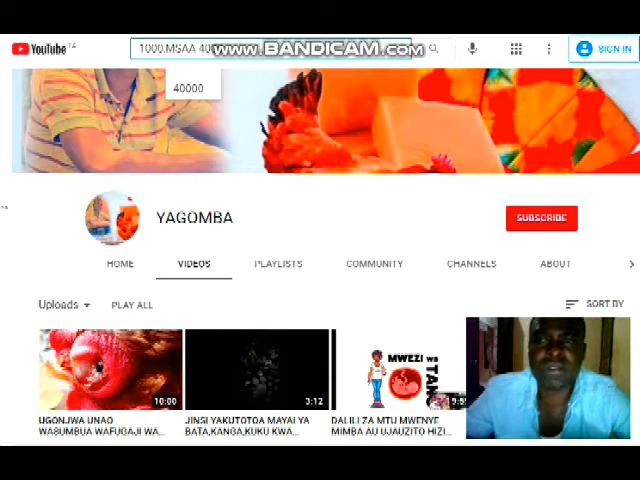 YouTube TZ
1000.MSAA 40
www.BANDICAM.com
SIGN IN
40000
YAGOMBA
SUBSCRIBE
HOME VIDEOS PLAYLISTS COMMUNITY CHANNELS ABOUT
Uploads PLAY ALL SORT BY
MWEZI wa
10:00 3:12
UGONJWA UNAO
WASUMBUA WAFUGAJI WA...
JINSI YAKUTOTOA MAYAI YA
BATA,KANGA,KUKU KWA...
DALILI ZA MTU MWENYE
MIMBA AU UJAUZITO HIZI...